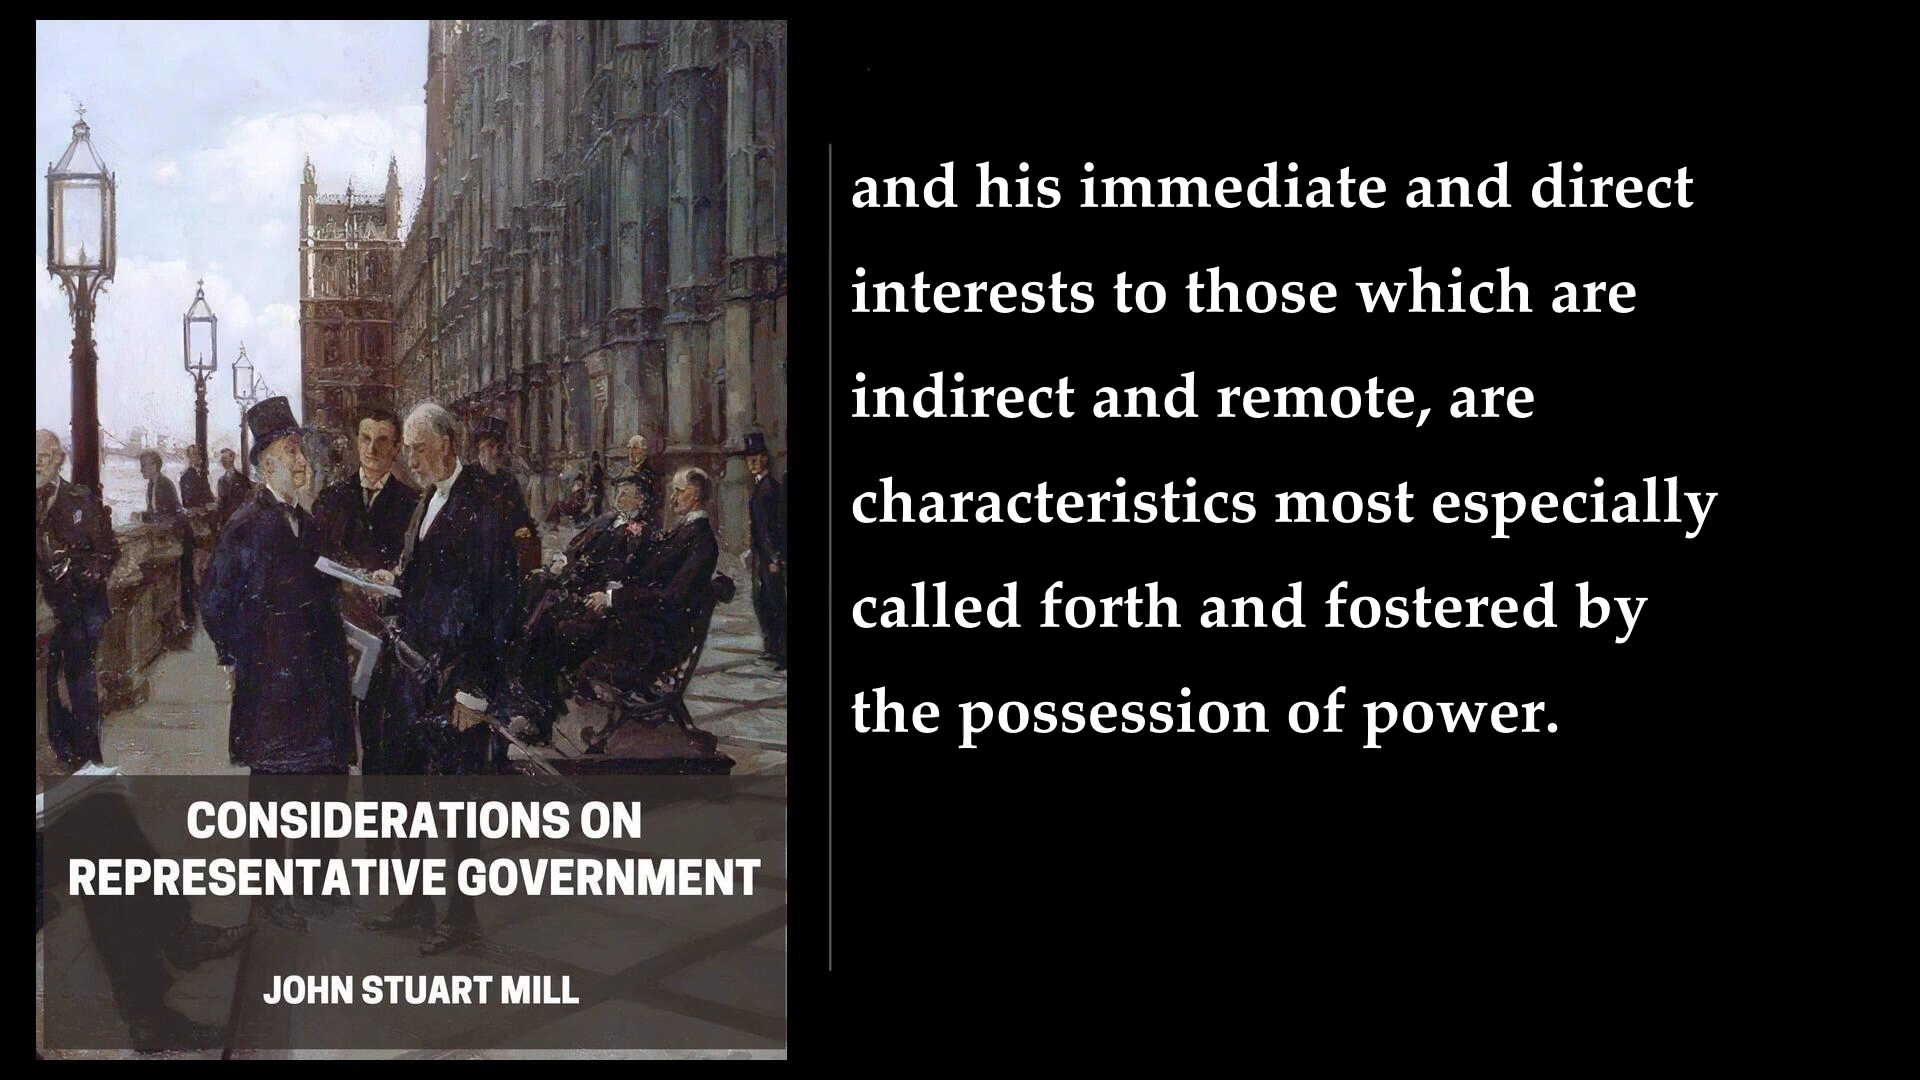 and his immediate and direct
interests to those which are
indirect and remote, are
characteristics most especially
called forth and fostered by
the possession of power.
CONSIDERATIONS ON
REPRESENTATIVE GOVERNMENT
JOHN STUART MILL